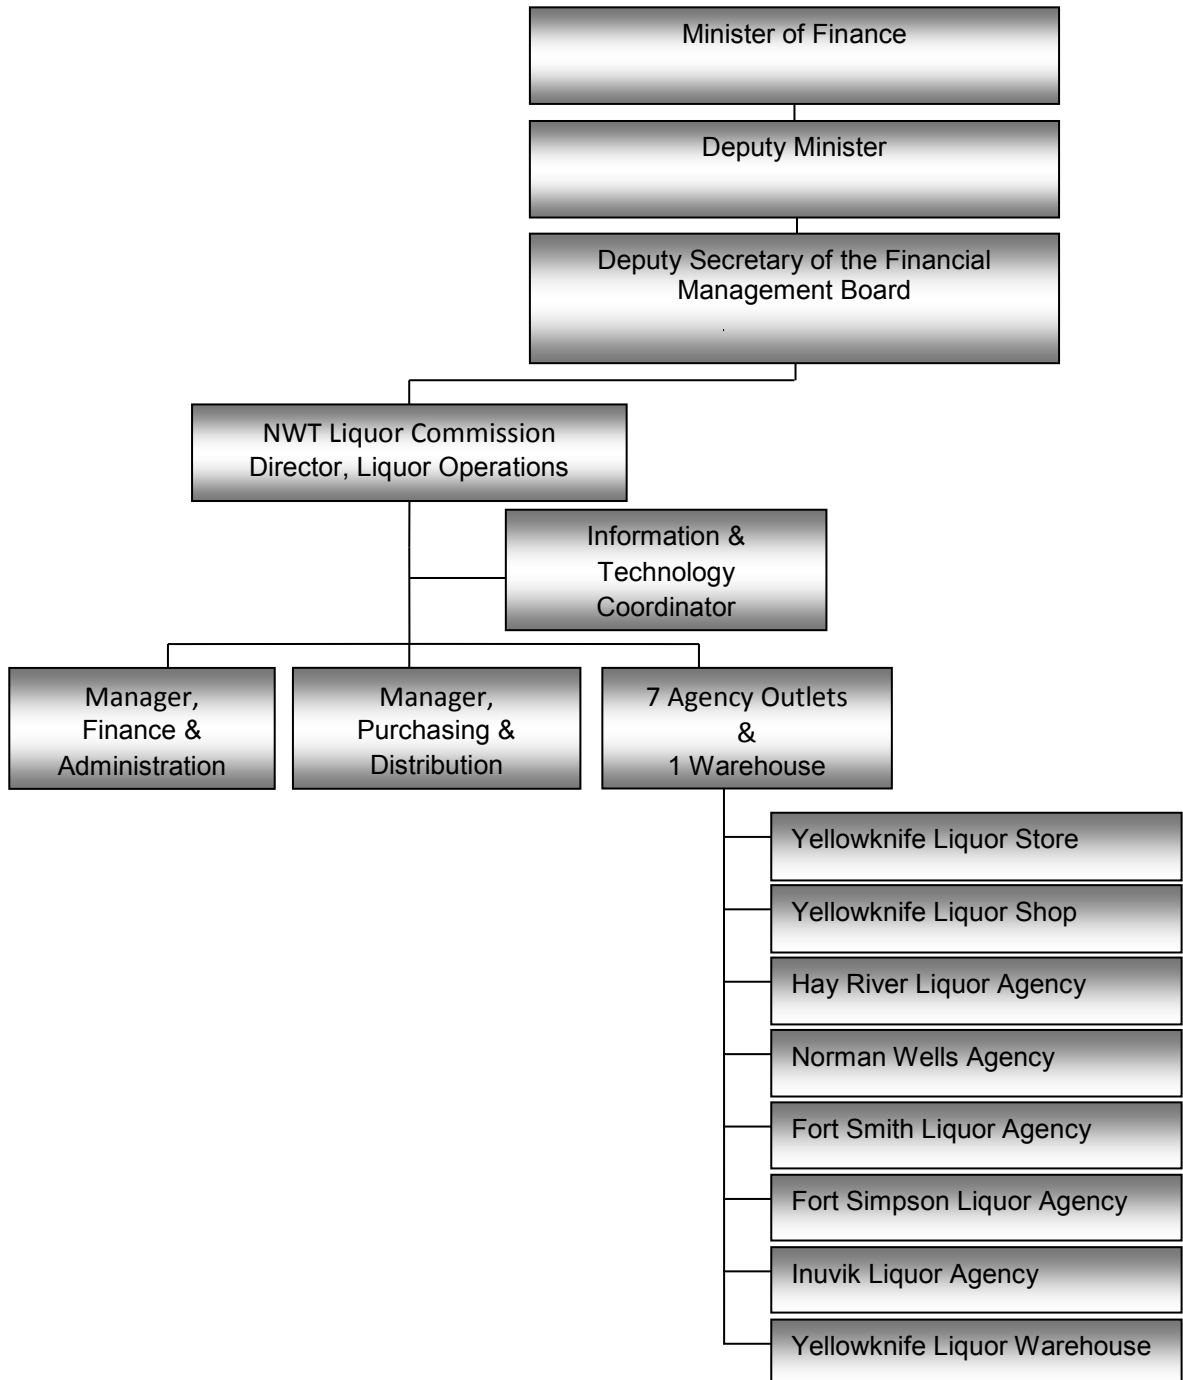 Minister of Finance
Deputy Minister
Deputy Secretary of the Financial
Management Board
NWT Liquor Commission
Director, Liquor Operations
Information &
Technology
Coordinator
Manager,
Finance &
Administration
Manager,
Purchasing &
Distribution
7 Agency Outlets
&
1 Warehouse
Yellowknife Liquor Store
Yellowknife Liquor Shop
Hay River Liquor Agency
Norman Wells Agency
Fort Smith Liquor Agency
Fort Simpson Liquor Agency
Inuvik Liquor Agency
Yellowknife Liquor Warehouse